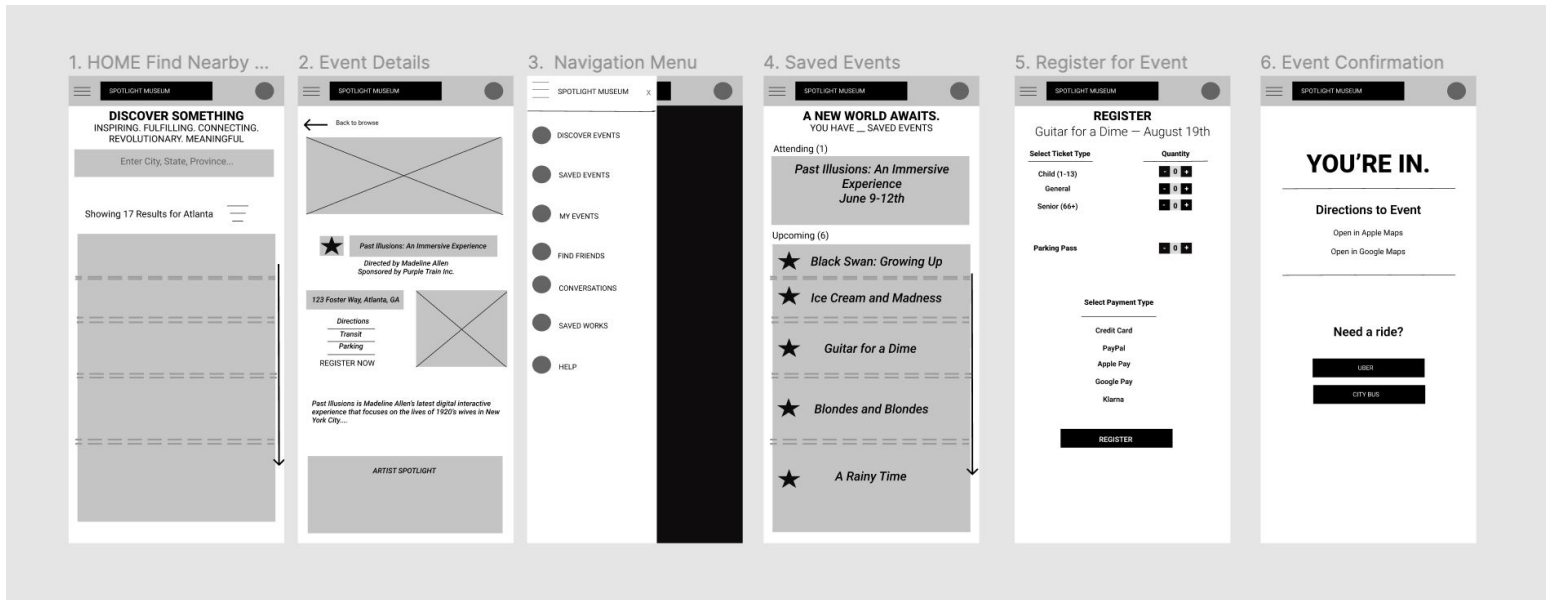 1. HOME Find Nearby ...
SPOTLIGHT MUSEUM
DISCOVER SOMETHING
INSPIRING. FULFILLING. CONNECTING.
REVOLUTIONARY. MEANINGFUL
Enter City, State, Province...
Showing 17 Results for Atlanta
2. Event Details
SPOTLIGHT MUSEUM
Back to browse
Past Illusions: An Immersive Experience
Directed by Madeline Allen
Sponsored by Purple Train Inc.
123 Foster Way, Atlanta, GA
Directions
Transit
Parking
REGISTER NOW
Past Illusions is Madeline Allen's latest digital interactive
experience that focuses on the lives of 1920's wives in New
York City....
ARTIST SPOTLIGHT
3. Navigation Menu
SPOTLIGHT MUSEUM x
DISCOVER EVENTS
SAVED EVENTS
MY EVENTS
FIND FRIENDS
CONVERSATIONS
SAVED WORKS
HELP
4. Saved Events
SPOTLIGHT MUSEUM
A NEW WORLD AWAITS.
YOU HAVE __ SAVED EVENTS
Attending (1)
Past Illusions: An Immersive
Experience
June 9-12th
Upcoming (6)
Black Swan: Growing Up
Ice Cream and Madness
Guitar for a Dime
Blondes and Blondes
A Rainy Time
5. Register for Event
SPOTLIGHT MUSEUM
REGISTER
Guitar for a Dime — August 19th
Select Ticket Type Quantity
Child (1-13) - 0 +
General - 0 +
Senior (66+) - 0 +
Parking Pass - 0 +
Select Payment Type
Credit Card
PayPal
Apple Pay
Google Pay
Klarna
REGISTER
6. Event Confirmation
SPOTLIGHT MUSEUM
YOU'RE IN.
Directions to Event
Open in Apple Maps
Open in Google Maps
Need a ride?
UBER
CITY BUS